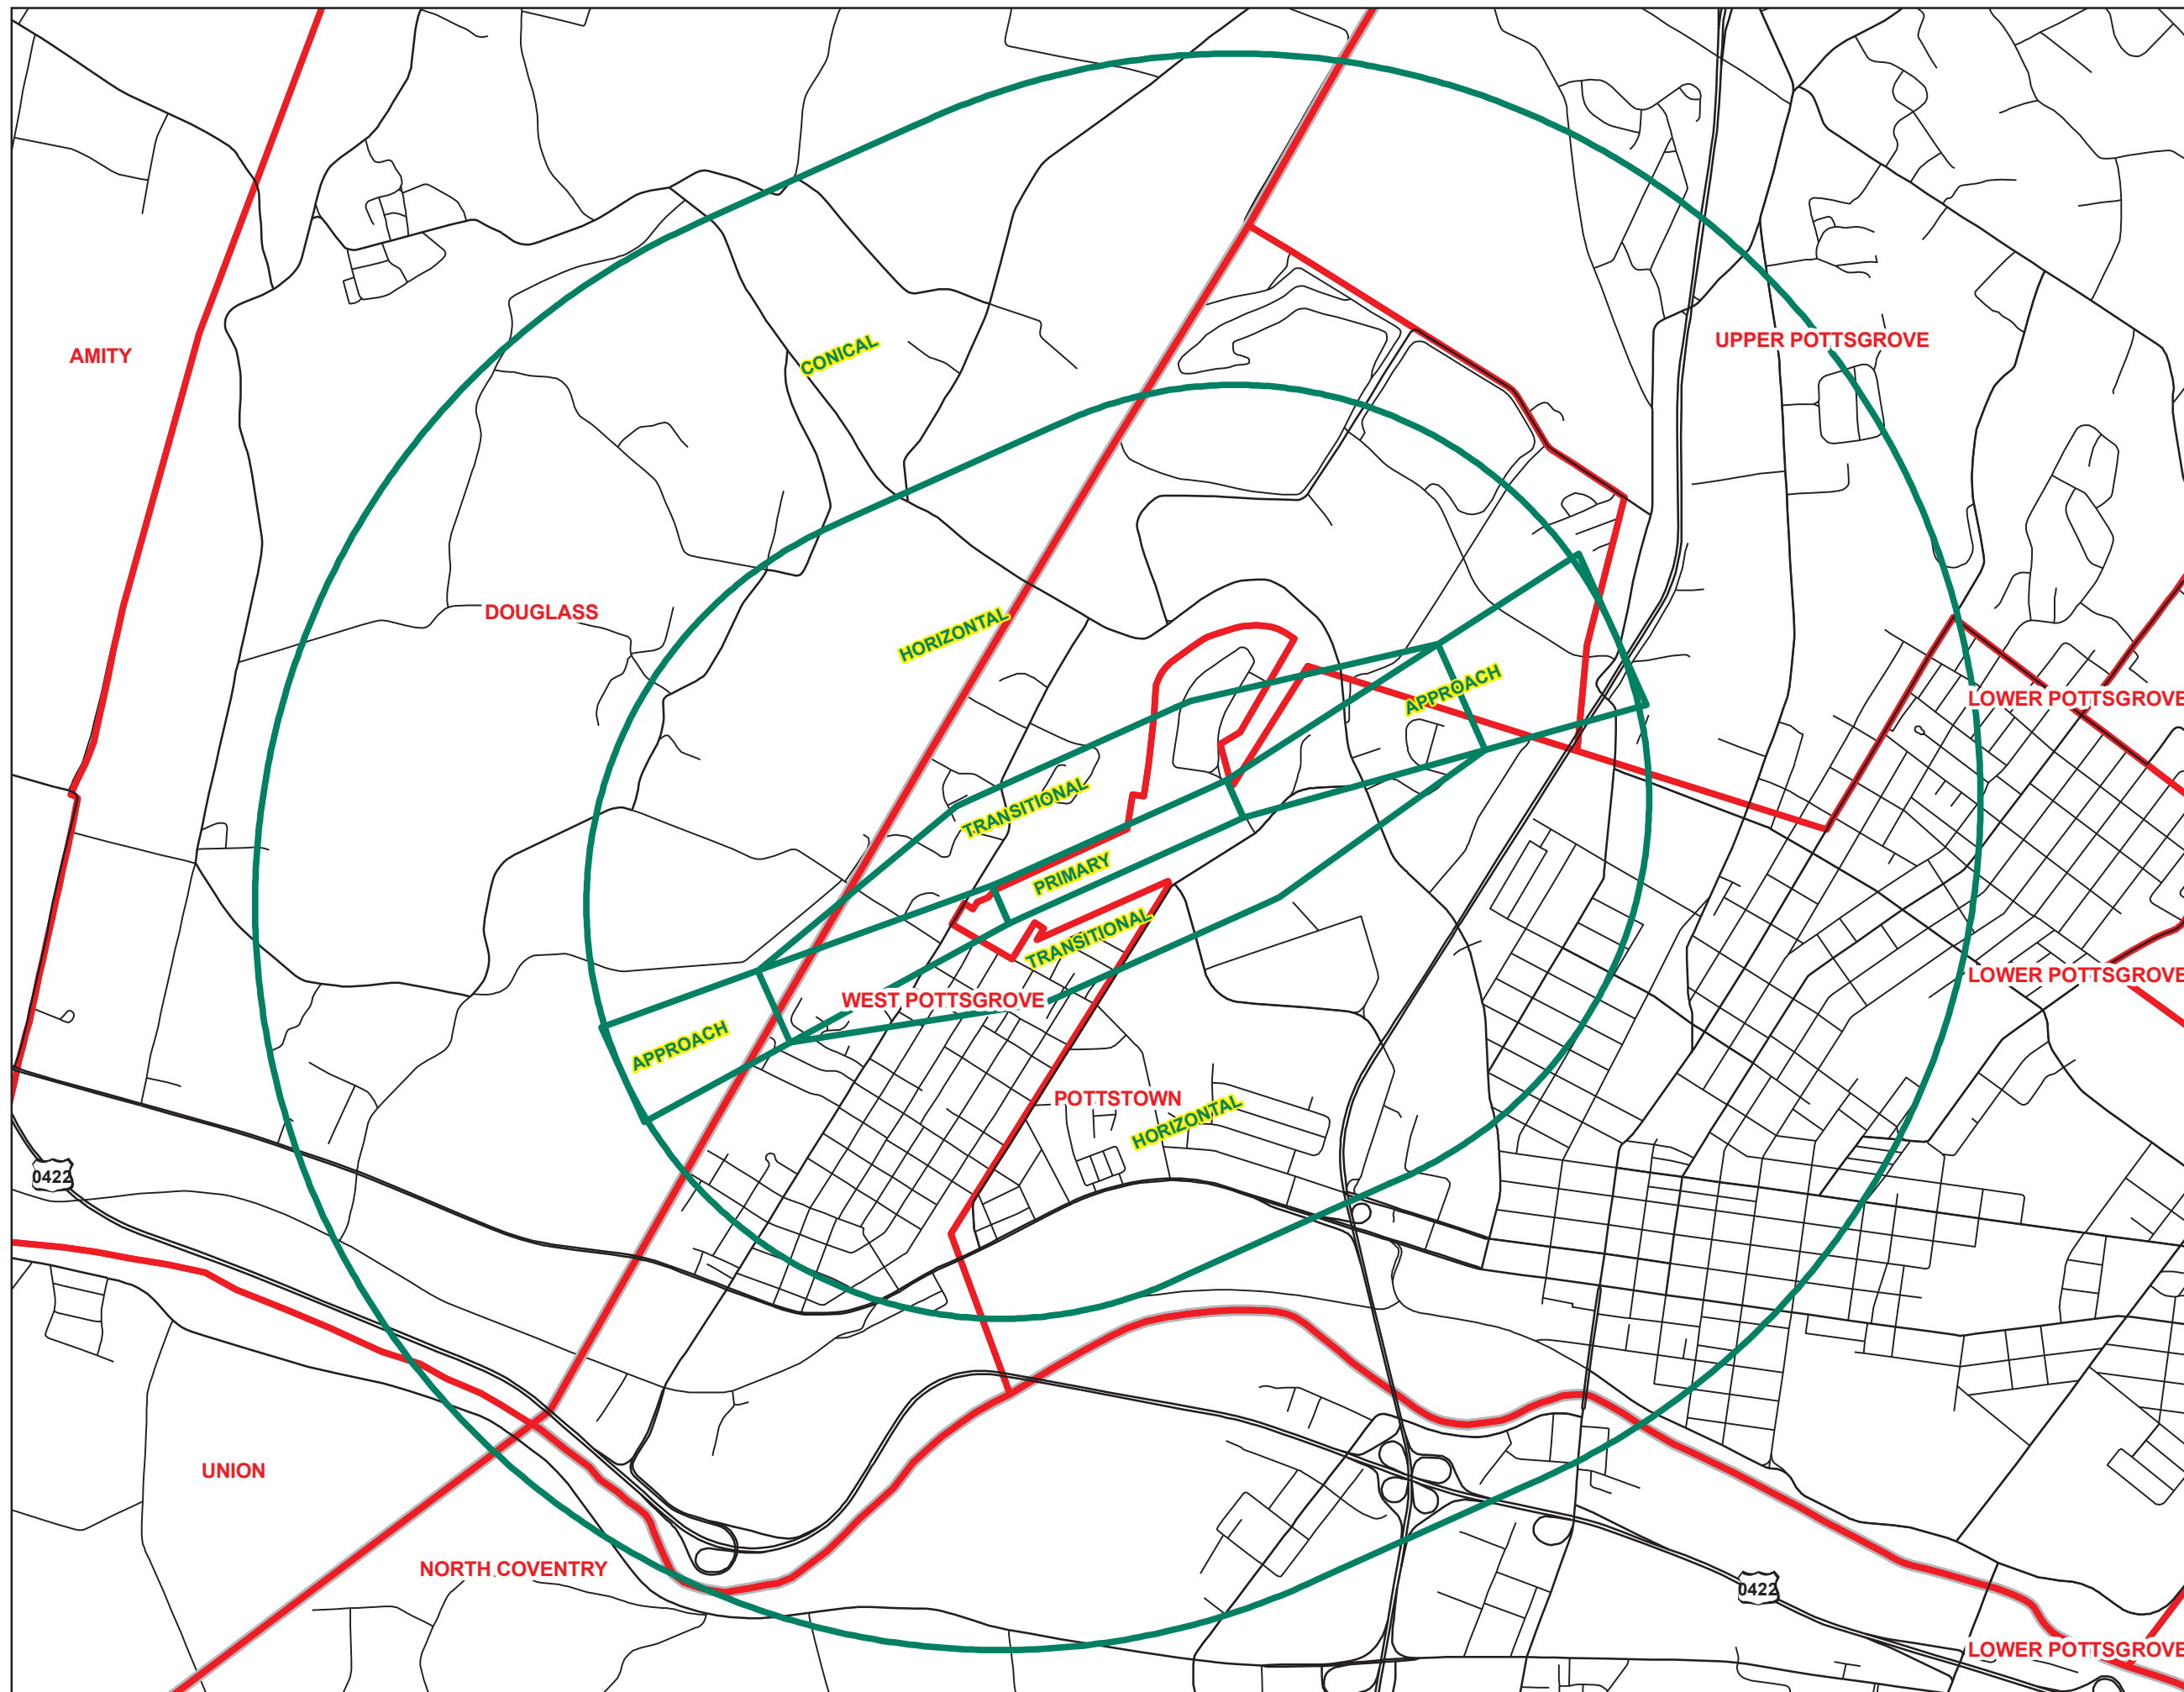 UPPER POTTSGROVE
AMITY
CONICAL
DOUGLASS
HORIZONTAL
APPROACH
LOWER POTTSGROVE
TRANSITIONAL
PRIMARY
TRANSITIONAL
LOWER POTTSGROVE
WEST POTTSGROVE
APPROACH
POTTSTOWN
HORIZONTAL
0422
UNION
NORTH COVENTRY
0422
LOWER POTTSGROVE